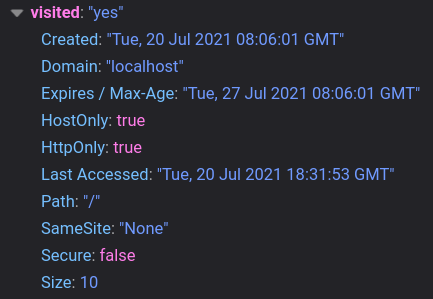 visited: "yes"
Created: "Tue, 20 Jul 2021 08:06:01 GMT"
Domain: "localhost"
Expires / Max-Age: "Tue, 27 Jul 2021 08:06:01 GMT"
HostOnly: true
HttpOnly: true
Last Accessed: "Tue, 20 Jul 2021 18:31:53 GMT"
Path: "/"
SameSite: "None"
Secure: false
Size: 10